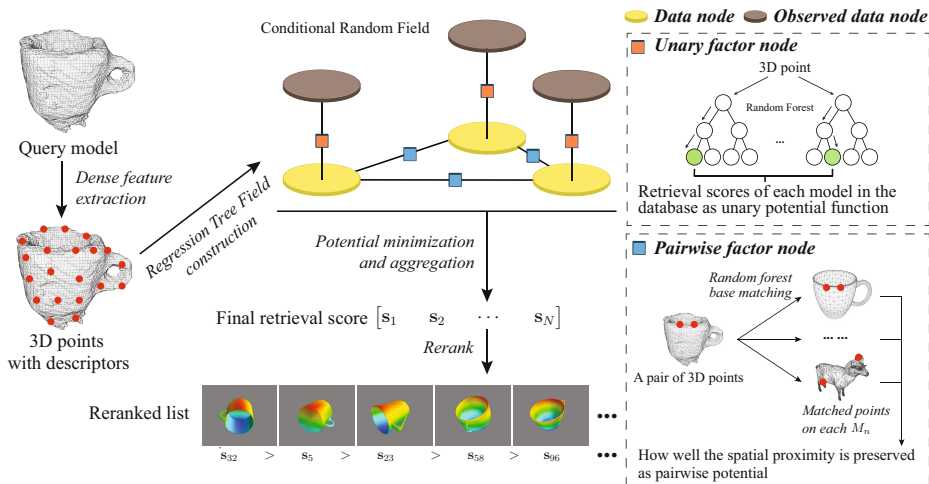 Query model
Dense feature
extraction
3D points
with descriptors
Regression Tree Field
construction
Conditional Random Field
Potential minimization
and aggregation
Final retrieval score [s1 s2 ··· sN]
Rerank
Reranked list
•••
s32 > s5 > s23 > s58 > s96 •••
Data node Observed data node
Unary factor node
3D point
Random Forest
...
Retrieval scores of each model in the
database as unary potential function
Pairwise factor node
Random forest
base matching
... ...
A pair of 3D points
Matched points
on each Mn
How well the spatial proximity is preserved
as pairwise potential